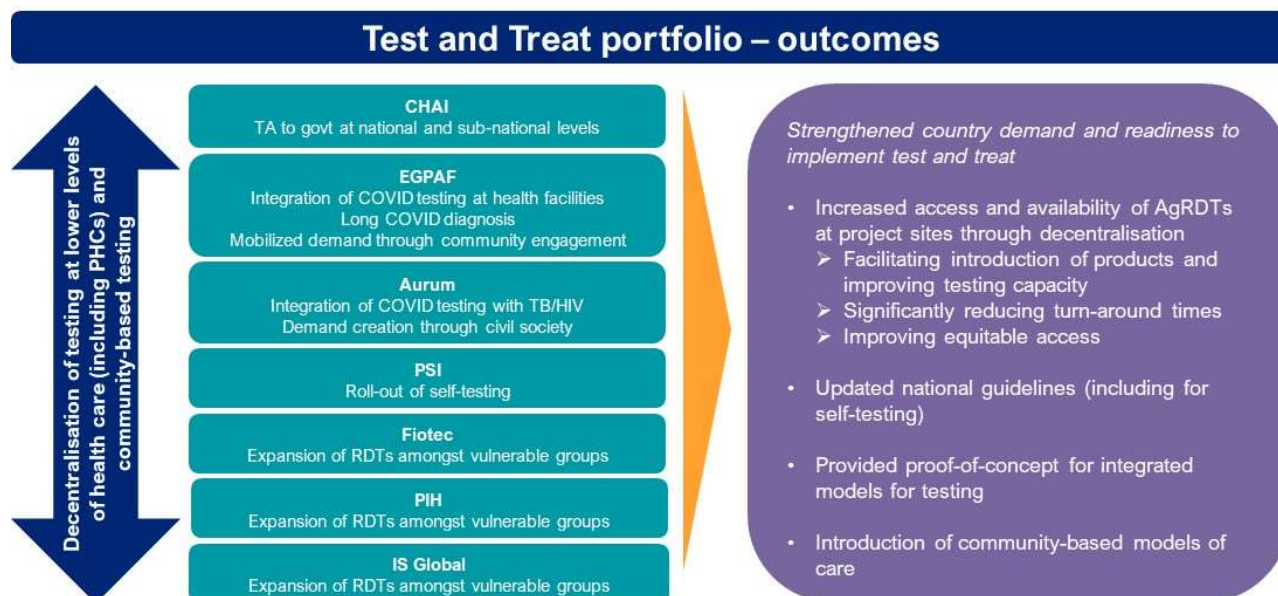 Test and Treat portfolio – outcomes
Decentralisation of testing at lower levels
of health care (including PHCs) and
community-based testing
CHAI
TA to govt at national and sub-national levels
EGPAF
Integration of COVID testing at health facilities
Long COVID diagnosis
Mobilized demand through community engagement
Aurum
Integration of COVID testing with TB/HIV
Demand creation through civil society
PSI
Roll-out of self-testing
Fiotec
Expansion of RDTs amongst vulnerable groups
PIH
Expansion of RDTs amongst vulnerable groups
IS Global
Expansion of RDTs amongst vulnerable groups
Strengthened country demand and readiness to
implement test and treat
• Increased access and availability of AgRDTs
at project sites through decentralisation
➢ Facilitating introduction of products and
improving testing capacity
➢ Significantly reducing turn-around times
➢ Improving equitable access
• Updated national guidelines (including for
self-testing)
• Provided proof-of-concept for integrated
models for testing
• Introduction of community-based models of
care